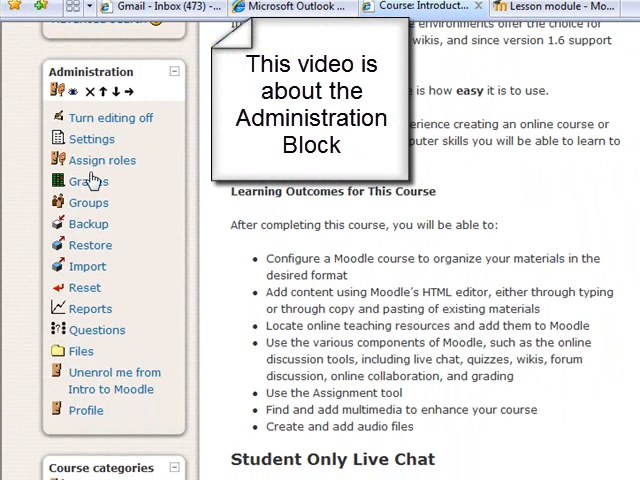 Gmail - Inbox (473) -...
Microsoft Outlook ...
Course: Introduct...
Lesson module - Mo...
Advanced search
environments offer the choice for
wikis, and since version 1.6 support
This video is
about the
Administration
Block
is how easy it is to use.
Administration
Turn editing off
Settings
Assign roles
Grades
Groups
Backup
Restore
Import
Reset
Reports
Questions
Files
Unenrol me from
Intro to Moodle
Profile
Course categories
erience creating an online course or
puter skills you will be able to learn to
Learning Outcomes for This Course
After completing this course, you will be able to:
Configure a Moodle course to organize your materials in the
desired format
Add content using Moodle's HTML editor, either through typing
or through copy and pasting of existing materials
Locate online teaching resources and add them to Moodle
Use the various components of Moodle, such as the online
discussion tools, including live chat, quizzes, wikis, forum
discussion, online collaboration, and grading
Use the Assignment tool
Find and add multimedia to enhance your course
Create and add audio files
Student Only Live Chat